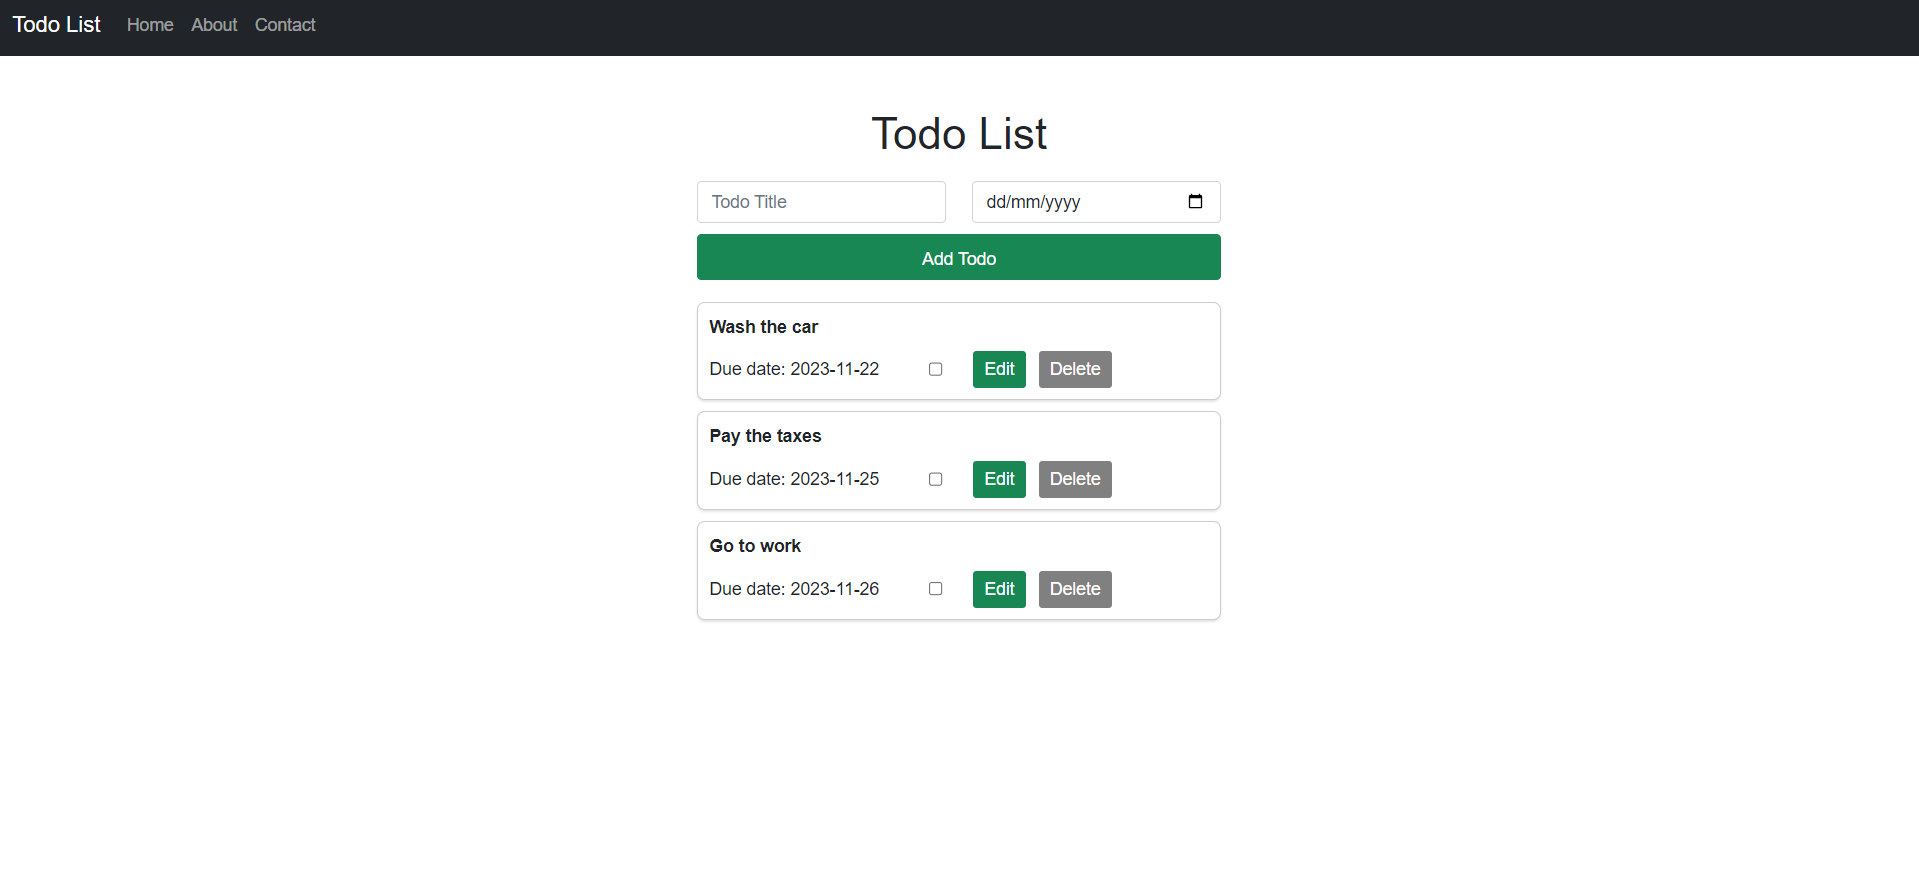 Todo List Home About Contact
Todo List
Todo Title dd/mm/yyyy
Add Todo
Wash the car
Due date: 2023-11-22 Edit Delete
Pay the taxes
Due date: 2023-11-25 Edit Delete
Go to work
Due date: 2023-11-26 Edit Delete